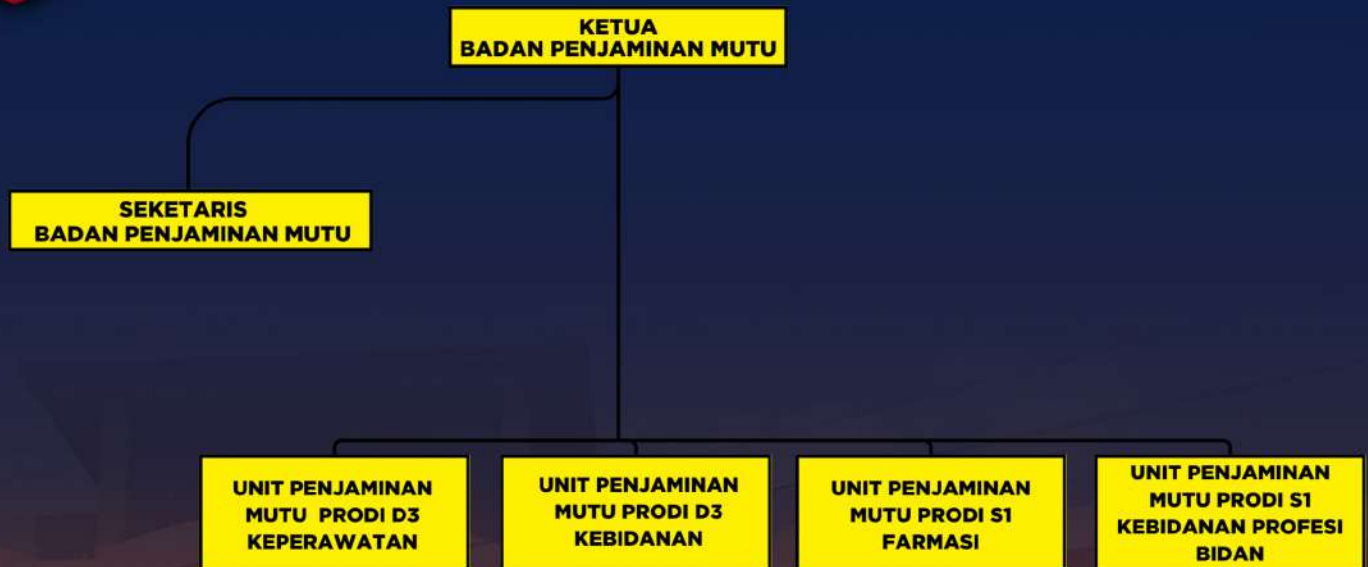 KETUA
BADAN PENJAMINAN MUTU
SEKETARIS
BADAN PENJAMINAN MUTU
UNIT PENJAMINAN
MUTU PRODI D3
KEPERAWATAN
UNIT PENJAMINAN
MUTU PRODI D3
KEBIDANAN
UNIT PENJAMINAN
MUTU PRODI S1
FARMASI
UNIT PENJAMINAN
MUTU PRODI S1
KEBIDANAN PROFESI
BIDAN